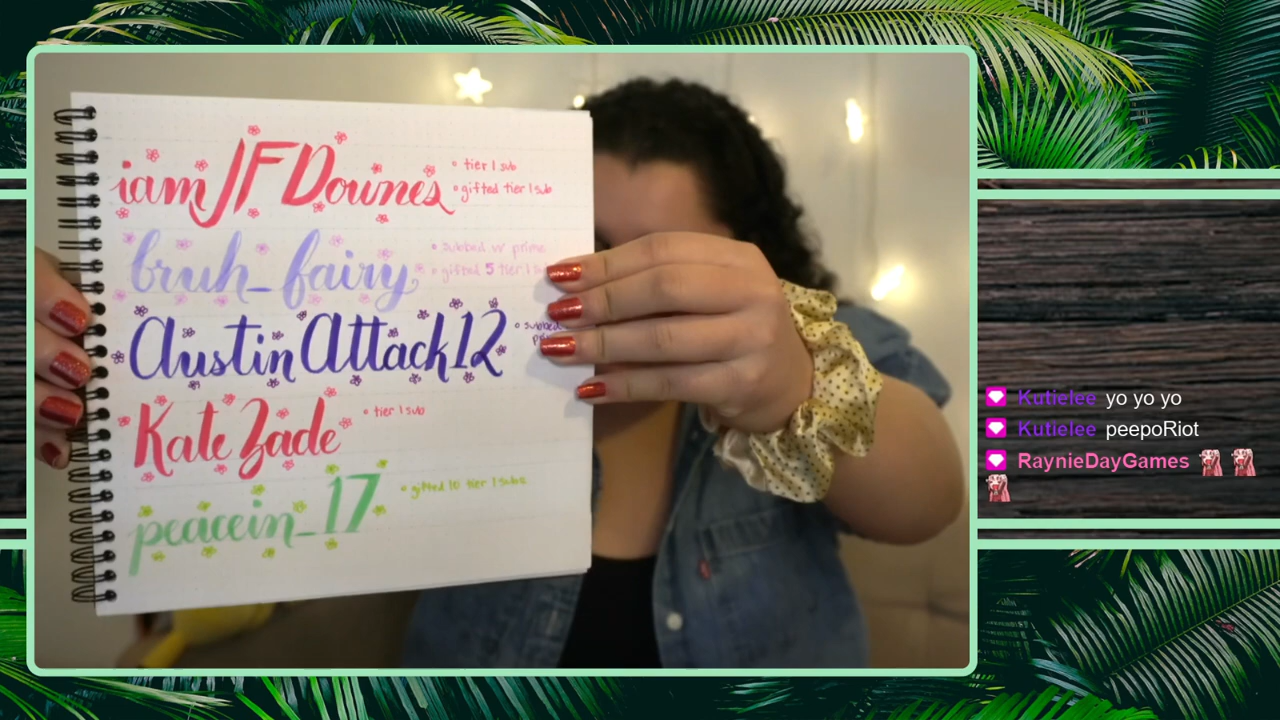 iamJFDownes
° tier 1 sub
° gifted tier 1 sub
bruh_fairy
° subbed w/ prime
° gifted 5 tier 1
AustinAttack12
° subbed
KateZade
° tier 1 sub
peacein_17
° gifted 10 tier 1 subs
Kutielee yo yo yo
Kutielee peepoRiot
RaynieDayGames